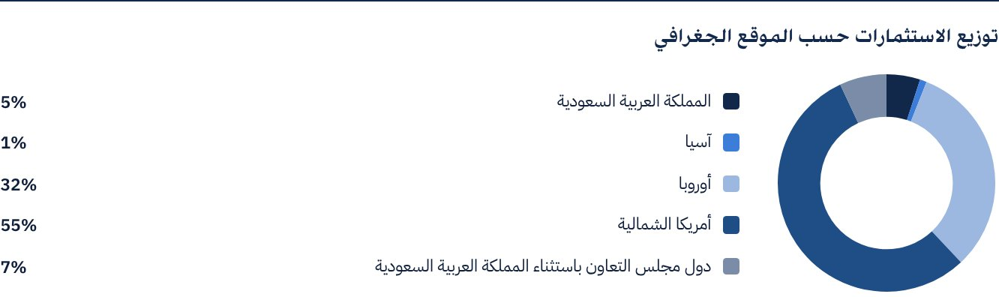 توزيع الاستثمارات حسب الموقع الجغرافي
المملكة العربية السعودية 5%
آسيا 1%
أوروبا 32%
أمريكا الشمالية 55%
دول مجلس التعاون باستثناء المملكة العربية السعودية 7%